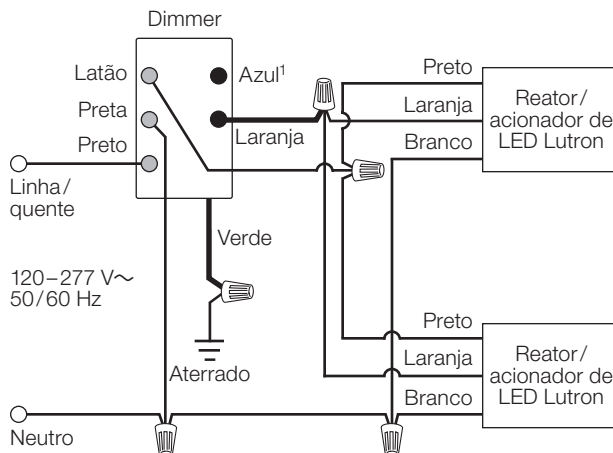 Dimmer
Latão
Azul¹
Preta
Laranja
Preto
Linha/
quente
Verde
120–277 V~
50/60 Hz
Aterrado
Neutro
Preto
Laranja
Branco
Reator/
acionador de
LED Lutron
Preto
Laranja
Branco
Reator/
acionador de
LED Lutron